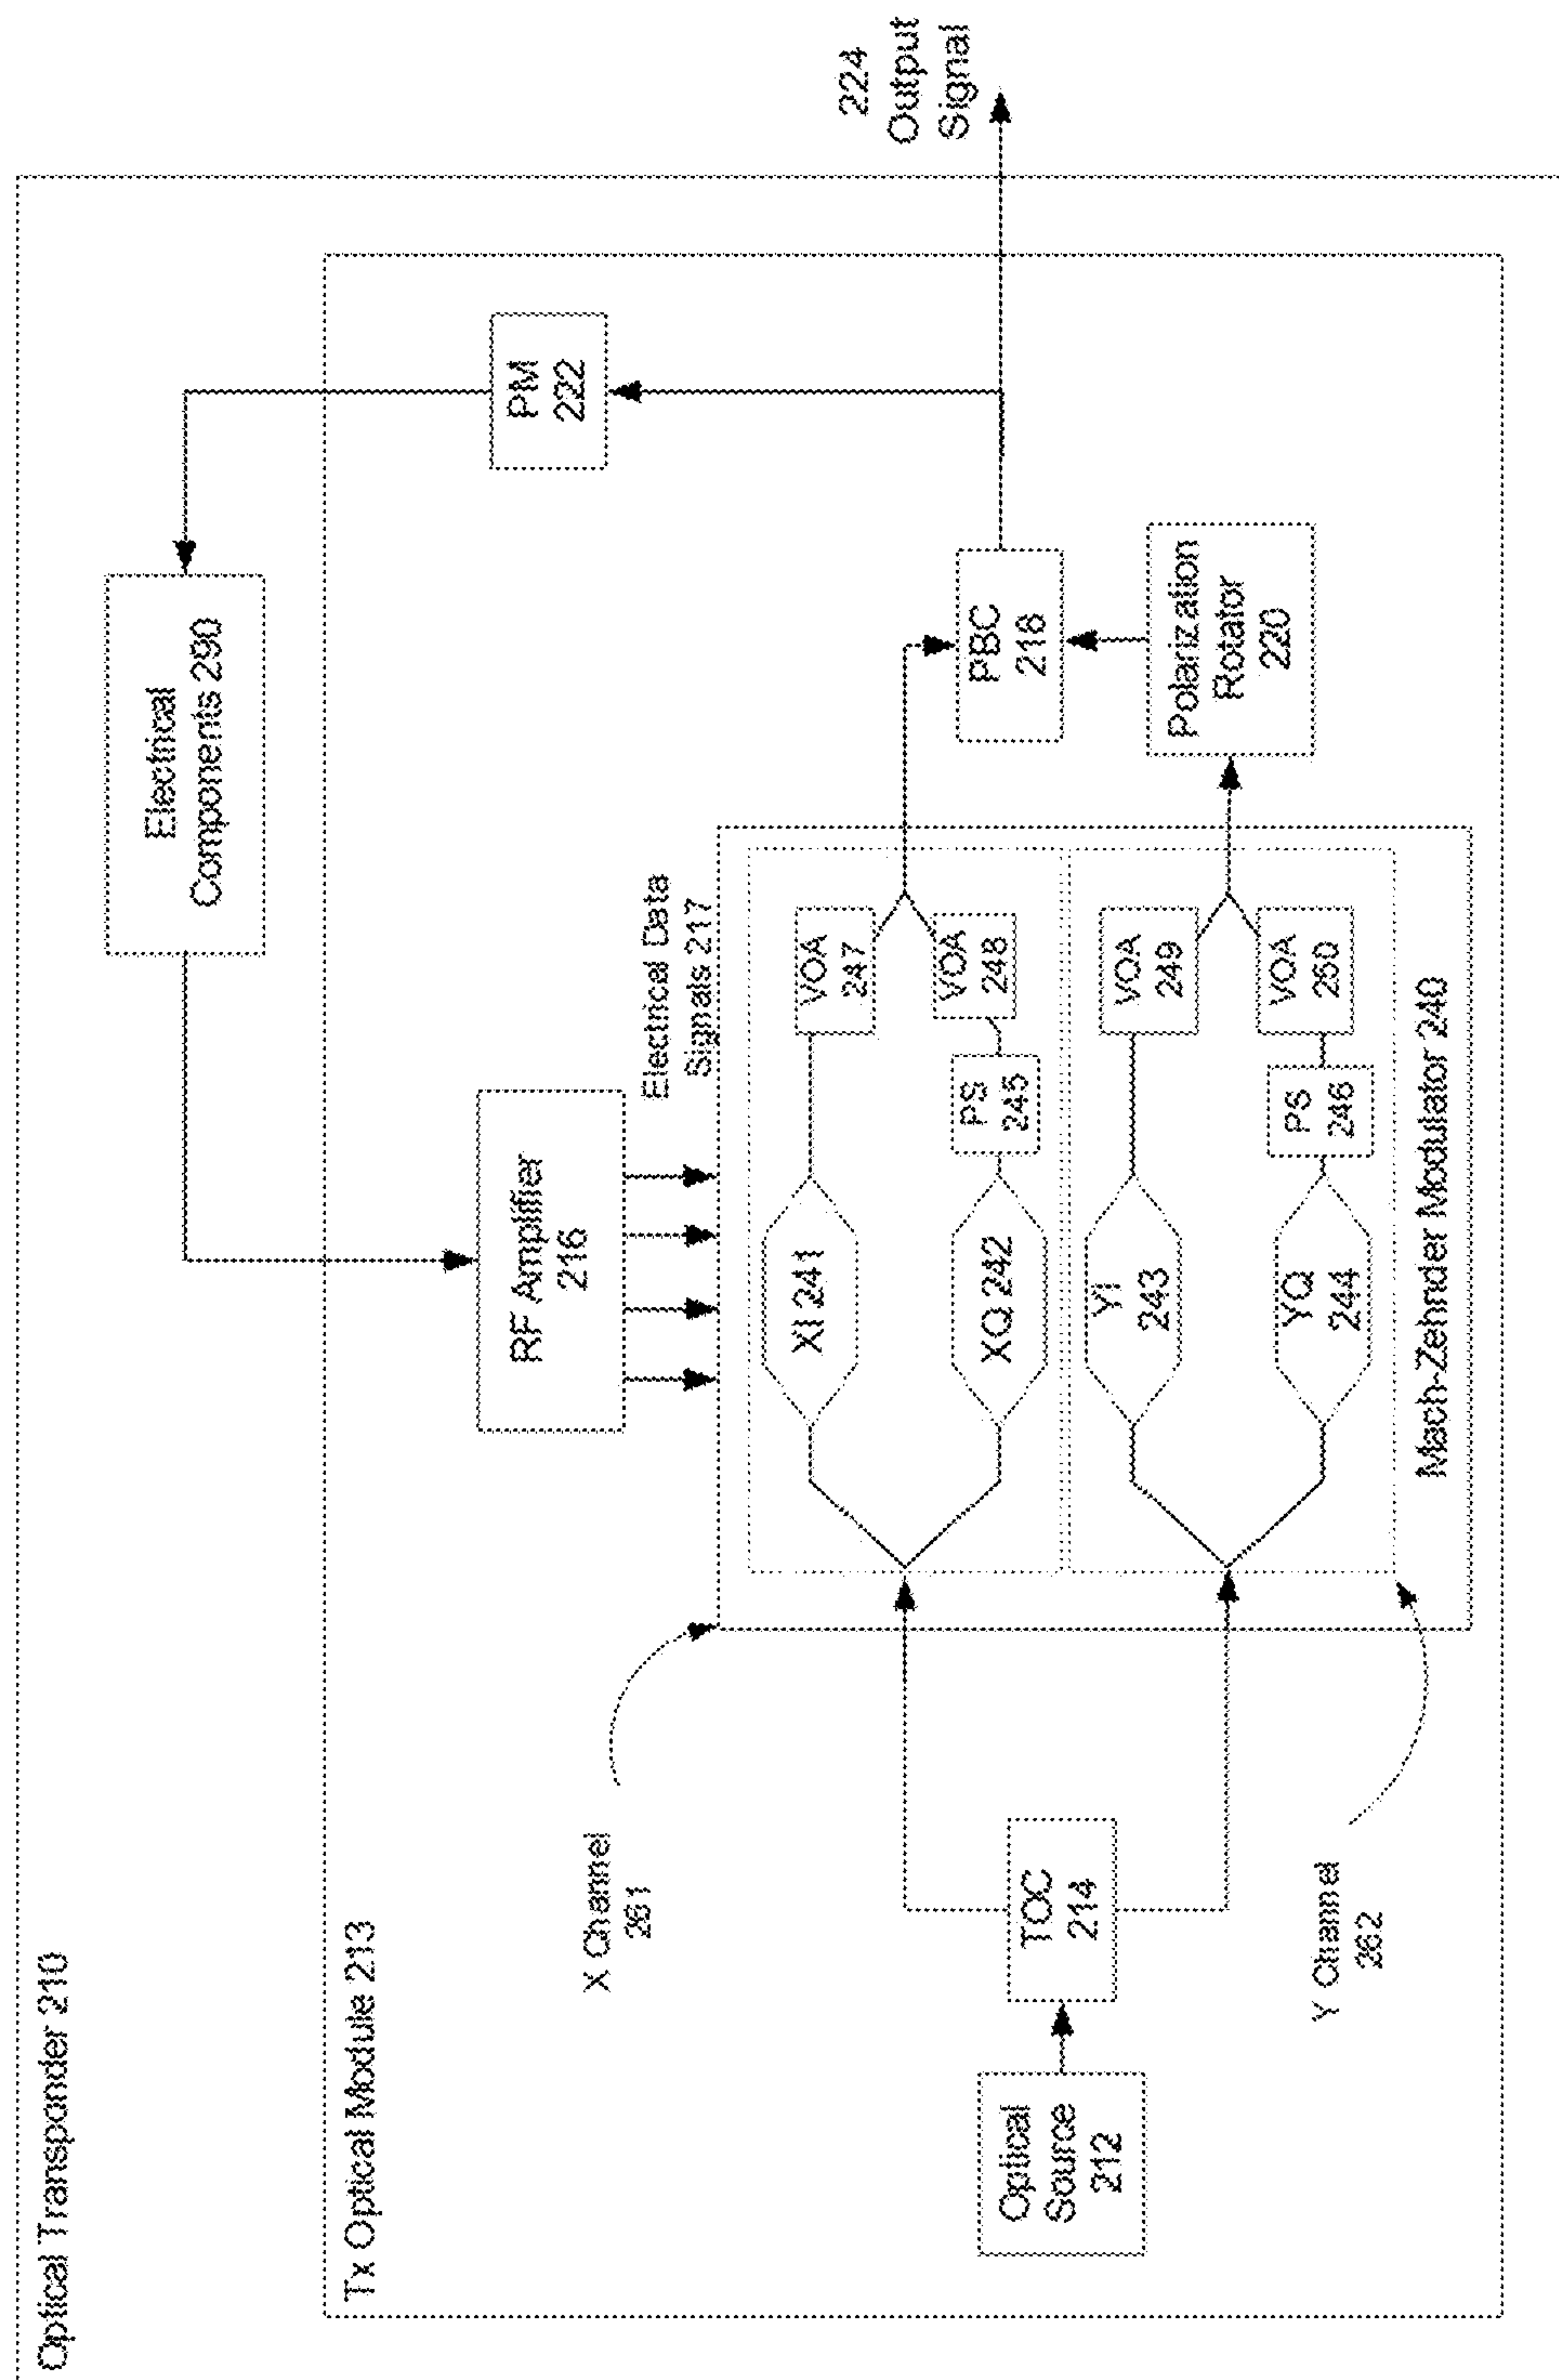 Optical Transponder 210
Tx Optical Module 213
Electrical
Components 290
RF Amplifier
216
Electrical Data
Signals 217
PM
222
224
Output
Signal
X Channel
261
Optical
Source
212
TOC
214
Y Channel
262
XI 241
VOA
247
XQ 242
PS
245
VOA
248
YI
243
VOA
249
YQ
244
PS
246
VOA
250
Mach-Zehnder Modulator 240
PBC
218
Polarization
Rotator
220